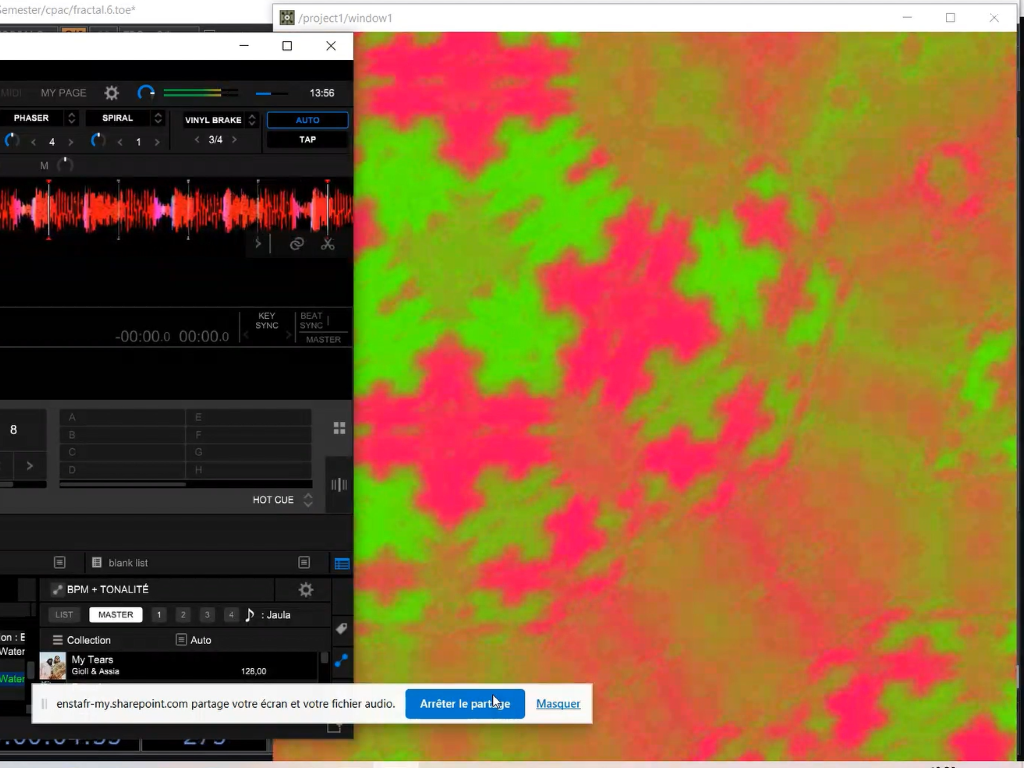 Semester/cpac/fractal.6.toe*
/project1/window1
MIDI
MY PAGE
13:56
PHASER
SPIRAL
VINYL BRAKE
AUTO
4
1
3/4
TAP
M
KEY
SYNC
BEAT
SYNC
MASTER
-00:00.0 00:00.0
8
A
E
B
F
C
G
D
H
HOT CUE
blank list
BPM + TONALITÉ
LIST
MASTER
1
2
3
4
: Jaula
Collection
Auto
My Tears
Gioli & Assia
128,00
Water
Water
enstafr-my.sharepoint.com partage votre écran et votre fichier audio.
Arrêter le partage
Masquer